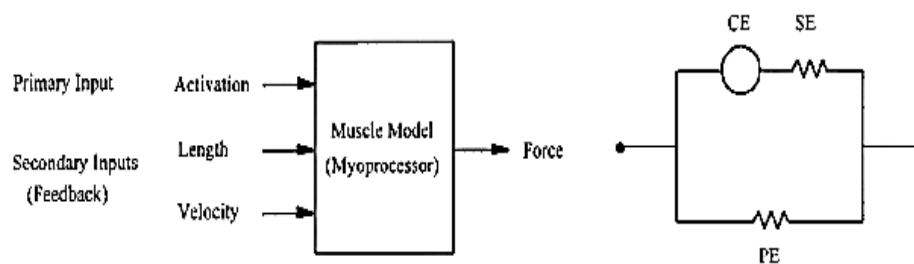 Primary Input
Activation
Secondary Inputs
(Feedback)
Length
Velocity
Muscle Model
(Myoprocessor)
Force
CE
SE
PE